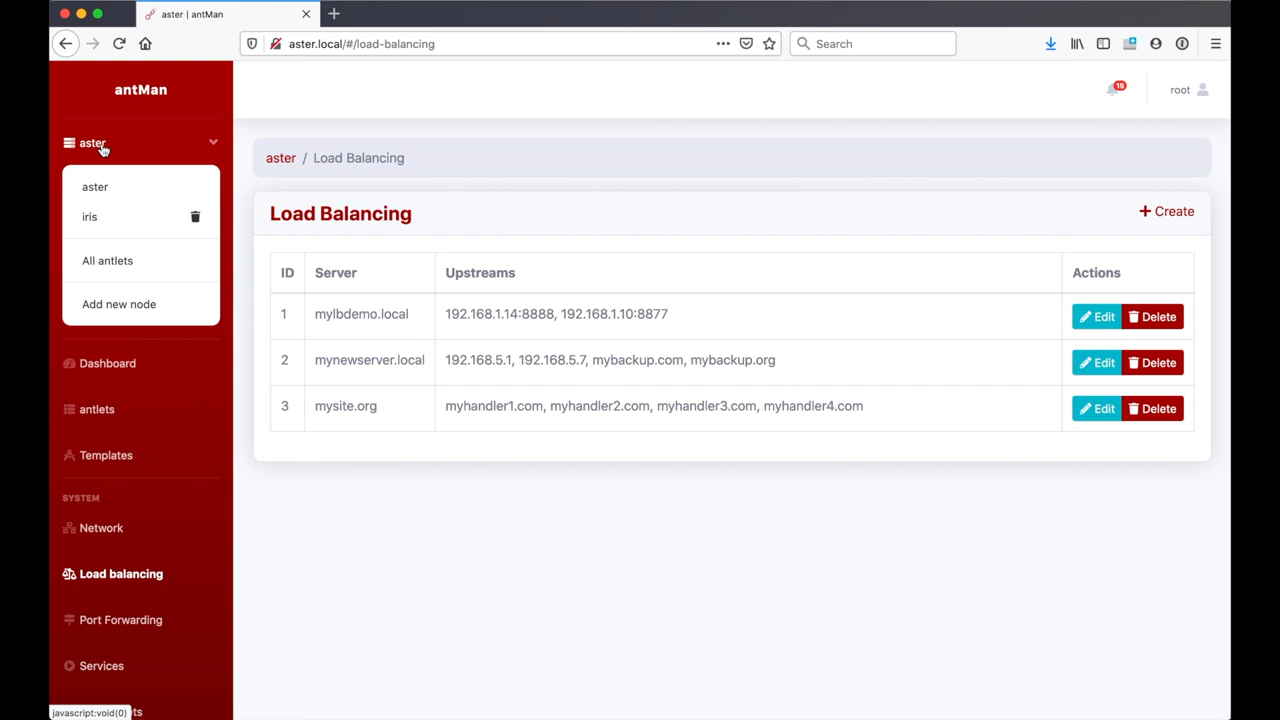 aster | antMan
aster.local/#/load-balancing
Search
antMan
15
root
aster
aster
iris
All antlets
Add new node
Dashboard
antlets
Templates
SYSTEM
Network
Load balancing
Port Forwarding
Services
javascript:void(0)
ts
aster / Load Balancing
Load Balancing
+ Create
ID Server Upstreams Actions
1 mylbdemo.local 192.168.1.14:8888, 192.168.1.10:8877 Edit Delete
2 mynewserver.local 192.168.5.1, 192.168.5.7, mybackup.com, mybackup.org Edit Delete
3 mysite.org myhandler1.com, myhandler2.com, myhandler3.com, myhandler4.com Edit Delete